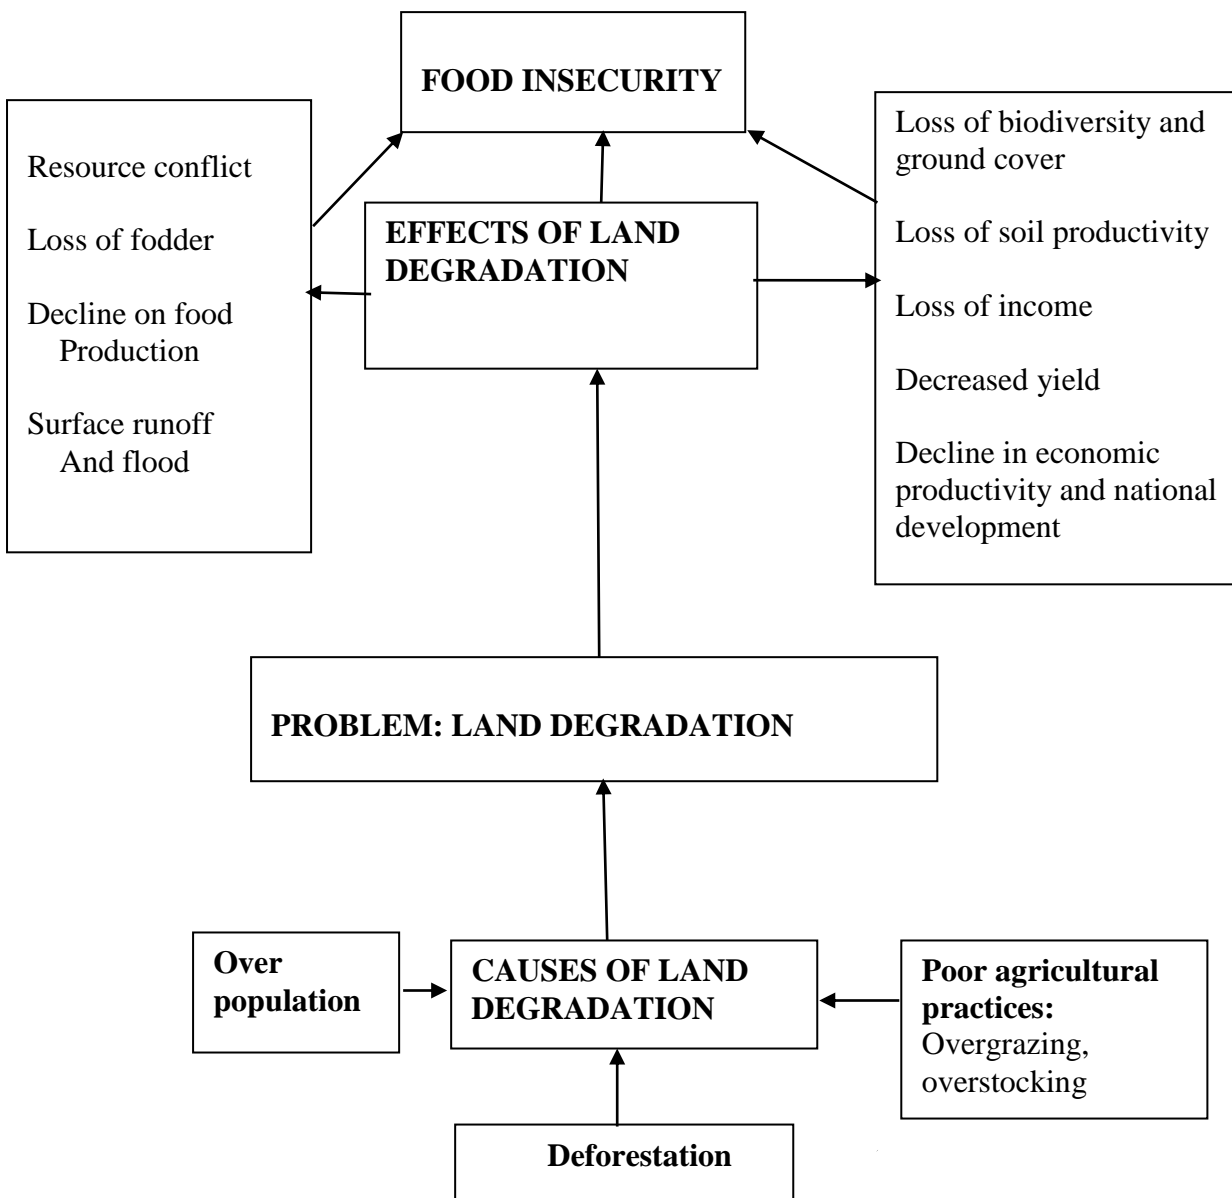 FOOD INSECURITY
Resource conflict
Loss of fodder
Decline on food
Production
Surface runoff
And flood
EFFECTS OF LAND
DEGRADATION
Loss of biodiversity and
ground cover
Loss of soil productivity
Loss of income
Decreased yield
Decline in economic
productivity and national
development
PROBLEM: LAND DEGRADATION
Over
population
CAUSES OF LAND
DEGRADATION
Poor agricultural
practices:
Overgrazing,
overstocking
Deforestation